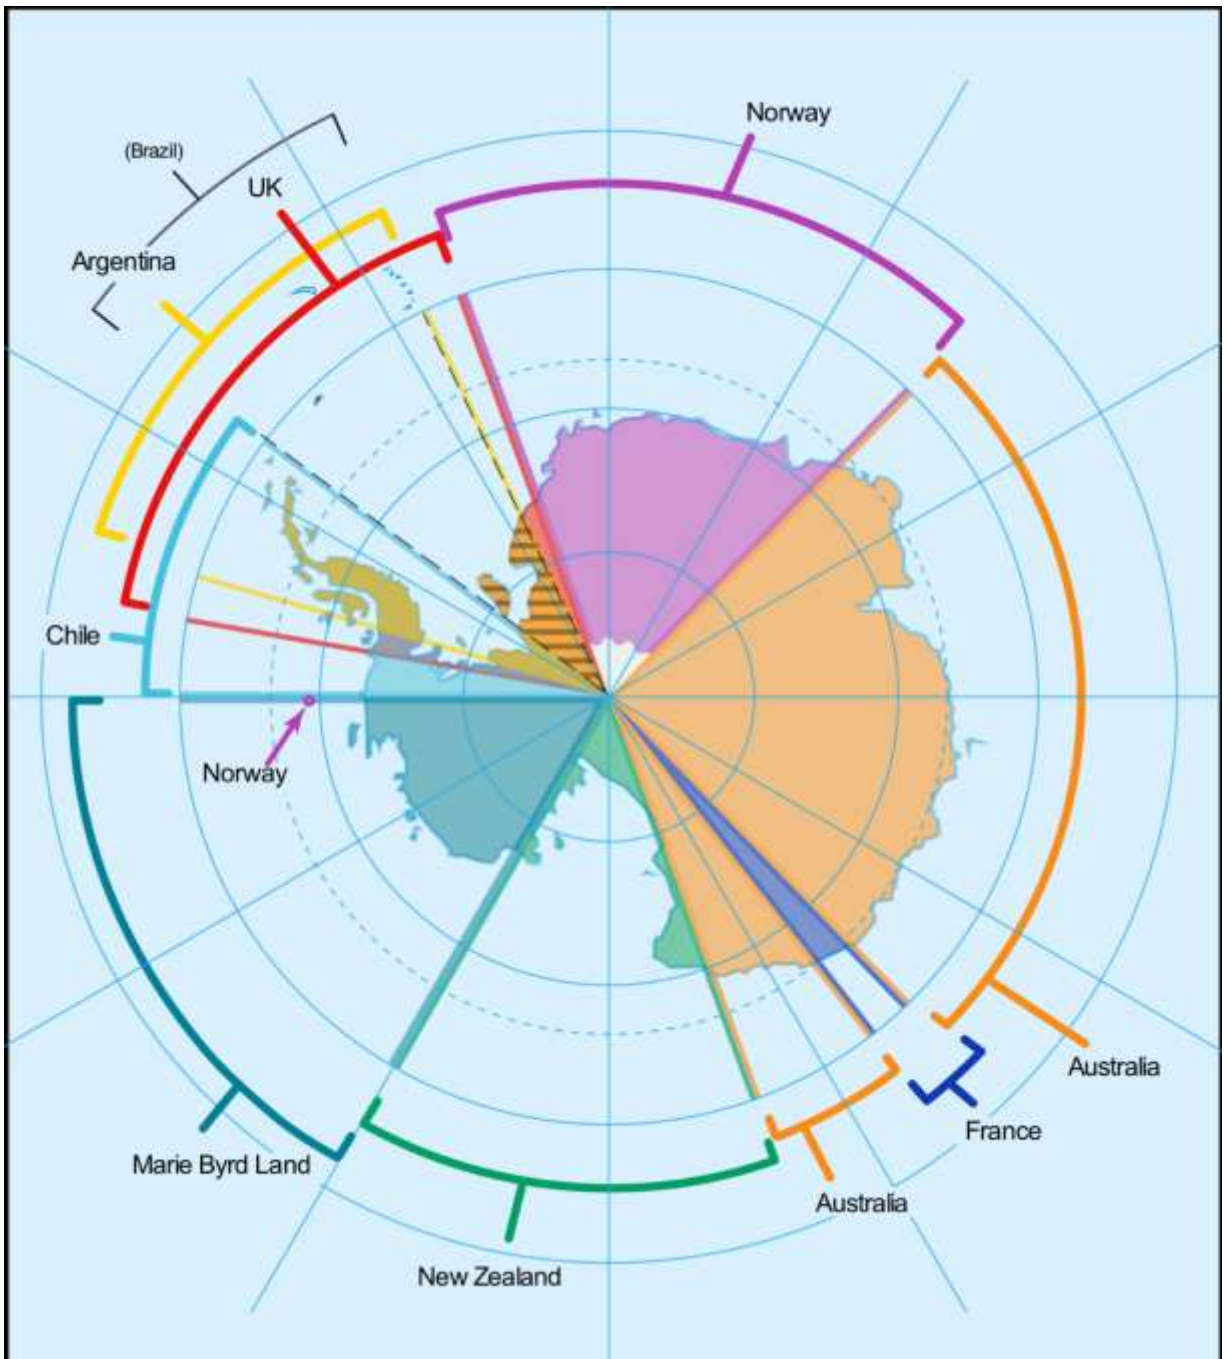 Norway
(Brazil)
UK
Argentina
Chile
Norway
Australia
France
Marie Byrd Land
Australia
New Zealand